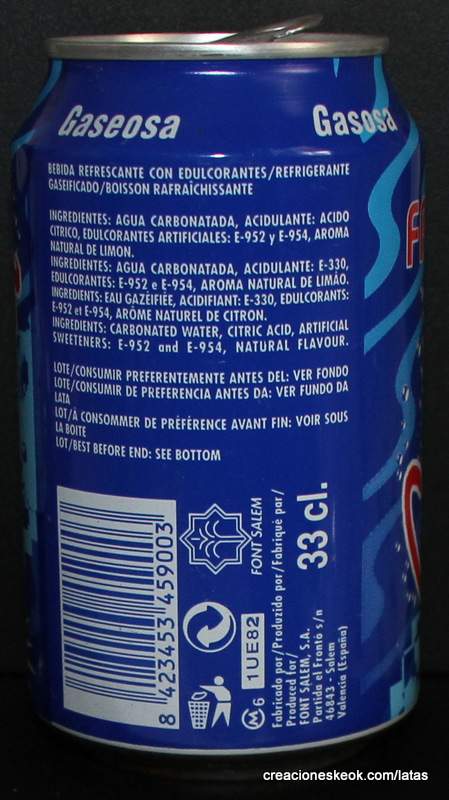 Gaseosa
Gasosa
BEBIDA REFRESCANTE CON EDULCORANTES/REFRIGERANTE
GASEIFICADO/BOISSON RAFRAÎCHISSANTE
INGREDIENTES: AGUA CARBONATADA, ACIDULANTE: ACIDO
CITRICO, EDULCORANTES ARTIFICIALES: E-952 y E-954, AROMA
NATURAL DE LIMON.
INGREDIENTES: AGUA CARBONATADA, ACIDULANTE: E-330,
EDULCORANTES: E-952 e E-954, AROMA NATURAL DE LIMÃO.
INGREDIENTS: EAU GAZÉIFIÉE, ACIDIFIANT: E-330, EDULCORANTS:
E-952 et E-954, ARÔME NATUREL DE CITRON.
INGREDIENTS: CARBONATED WATER, CITRIC ACID, ARTIFICIAL
SWEETENERS: E-952 and E-954, NATURAL FLAVOUR.
LOTE/CONSUMIR PREFERENTEMENTE ANTES DEL: VER FONDO
LOTE/CONSUMIR DE PREFERENCIA ANTES DA: VER FUNDO DA
LATA
LOT/À CONSOMMER DE PRÉFÉRENCE AVANT FIN: VOIR SOUS
LA BOITE
LOT/BEST BEFORE END: SEE BOTTOM
8 423453 459003
FONT SALEM
1UE82
M 6
33 cl.
Fabricado por/Produzido por/Fabriqué par/
Produced for/
FONT SALEM, S.A.
Partida el Frontó s/n
46843 - Salem
Valencia (España)
creacioneskeok.com/latas